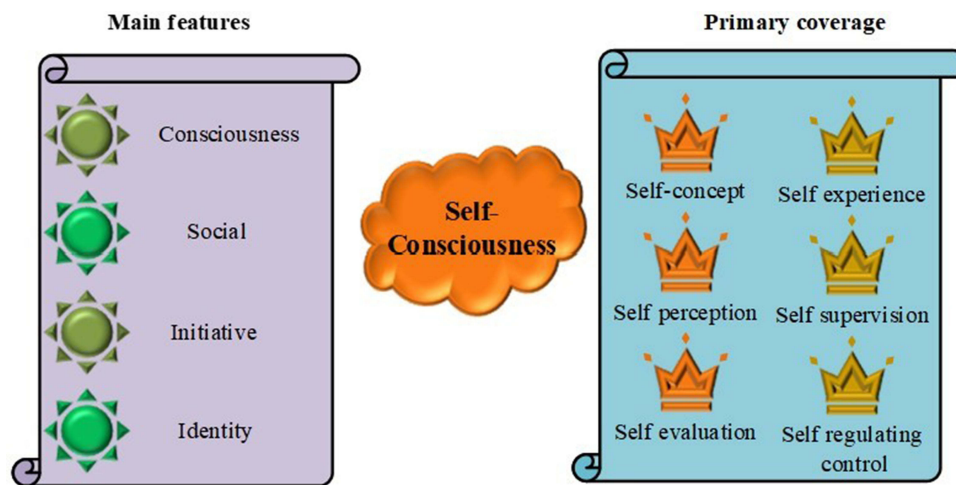 Main features
Consciousness
Social
Initiative
Identity
Self-
Consciousness
Primary coverage
Self-concept
Self experience
Self perception
Self supervision
Self evaluation
Self regulating
control